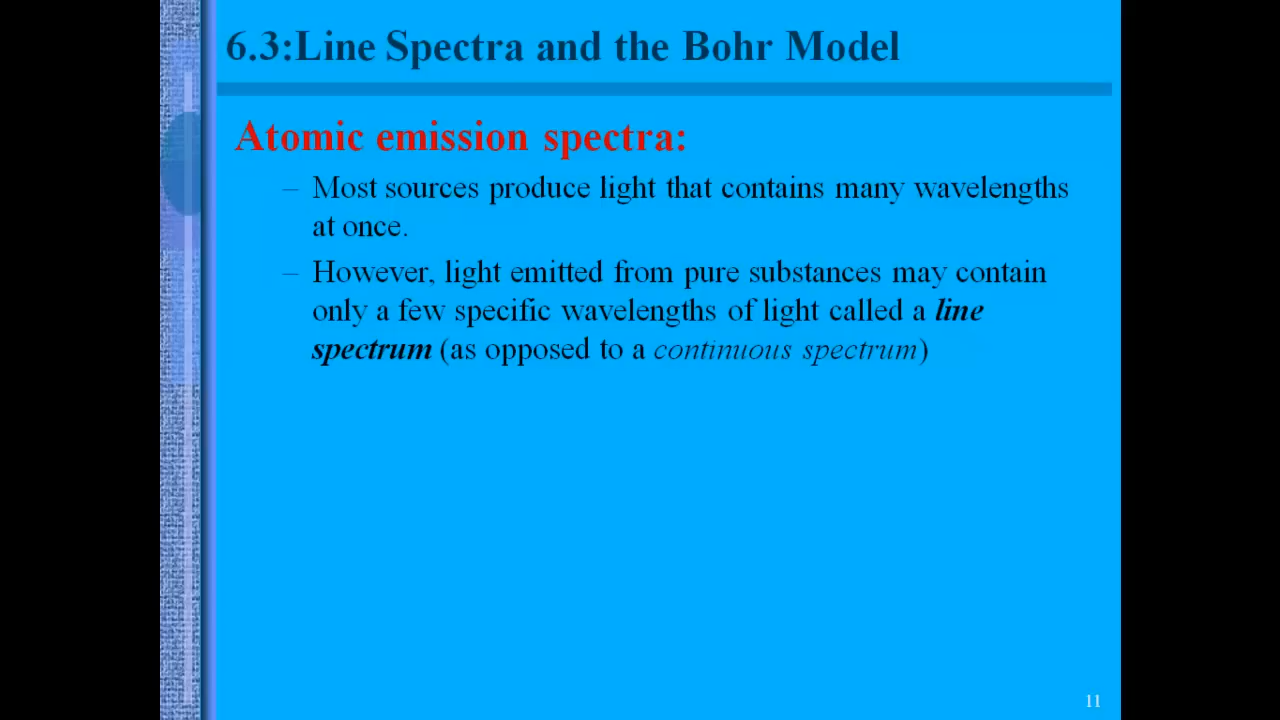 6.3:Line Spectra and the Bohr Model
Atomic emission spectra:
– Most sources produce light that contains many wavelengths
at once.
– However, light emitted from pure substances may contain
only a few specific wavelengths of light called a line
spectrum (as opposed to a continuous spectrum)
11